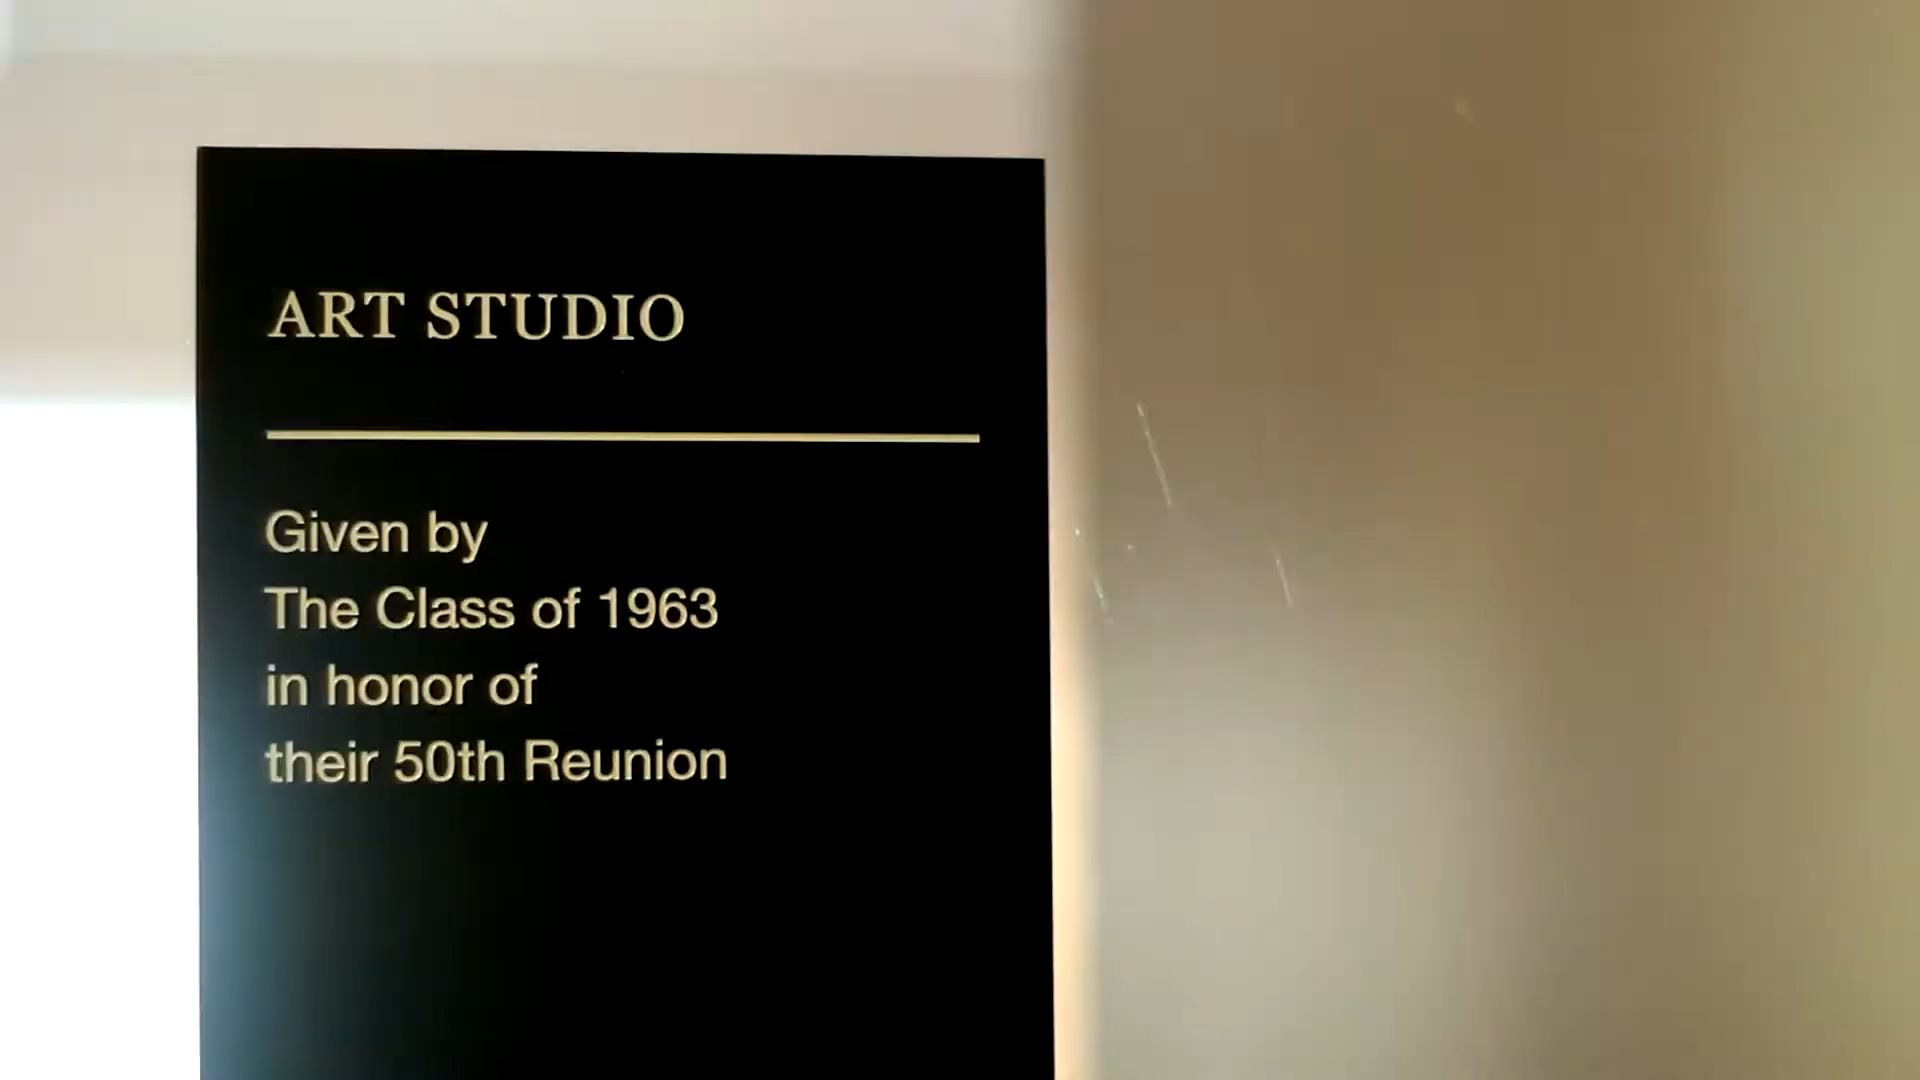 ART STUDIO
Given by
The Class of 1963
in honor of
their 50th Reunion